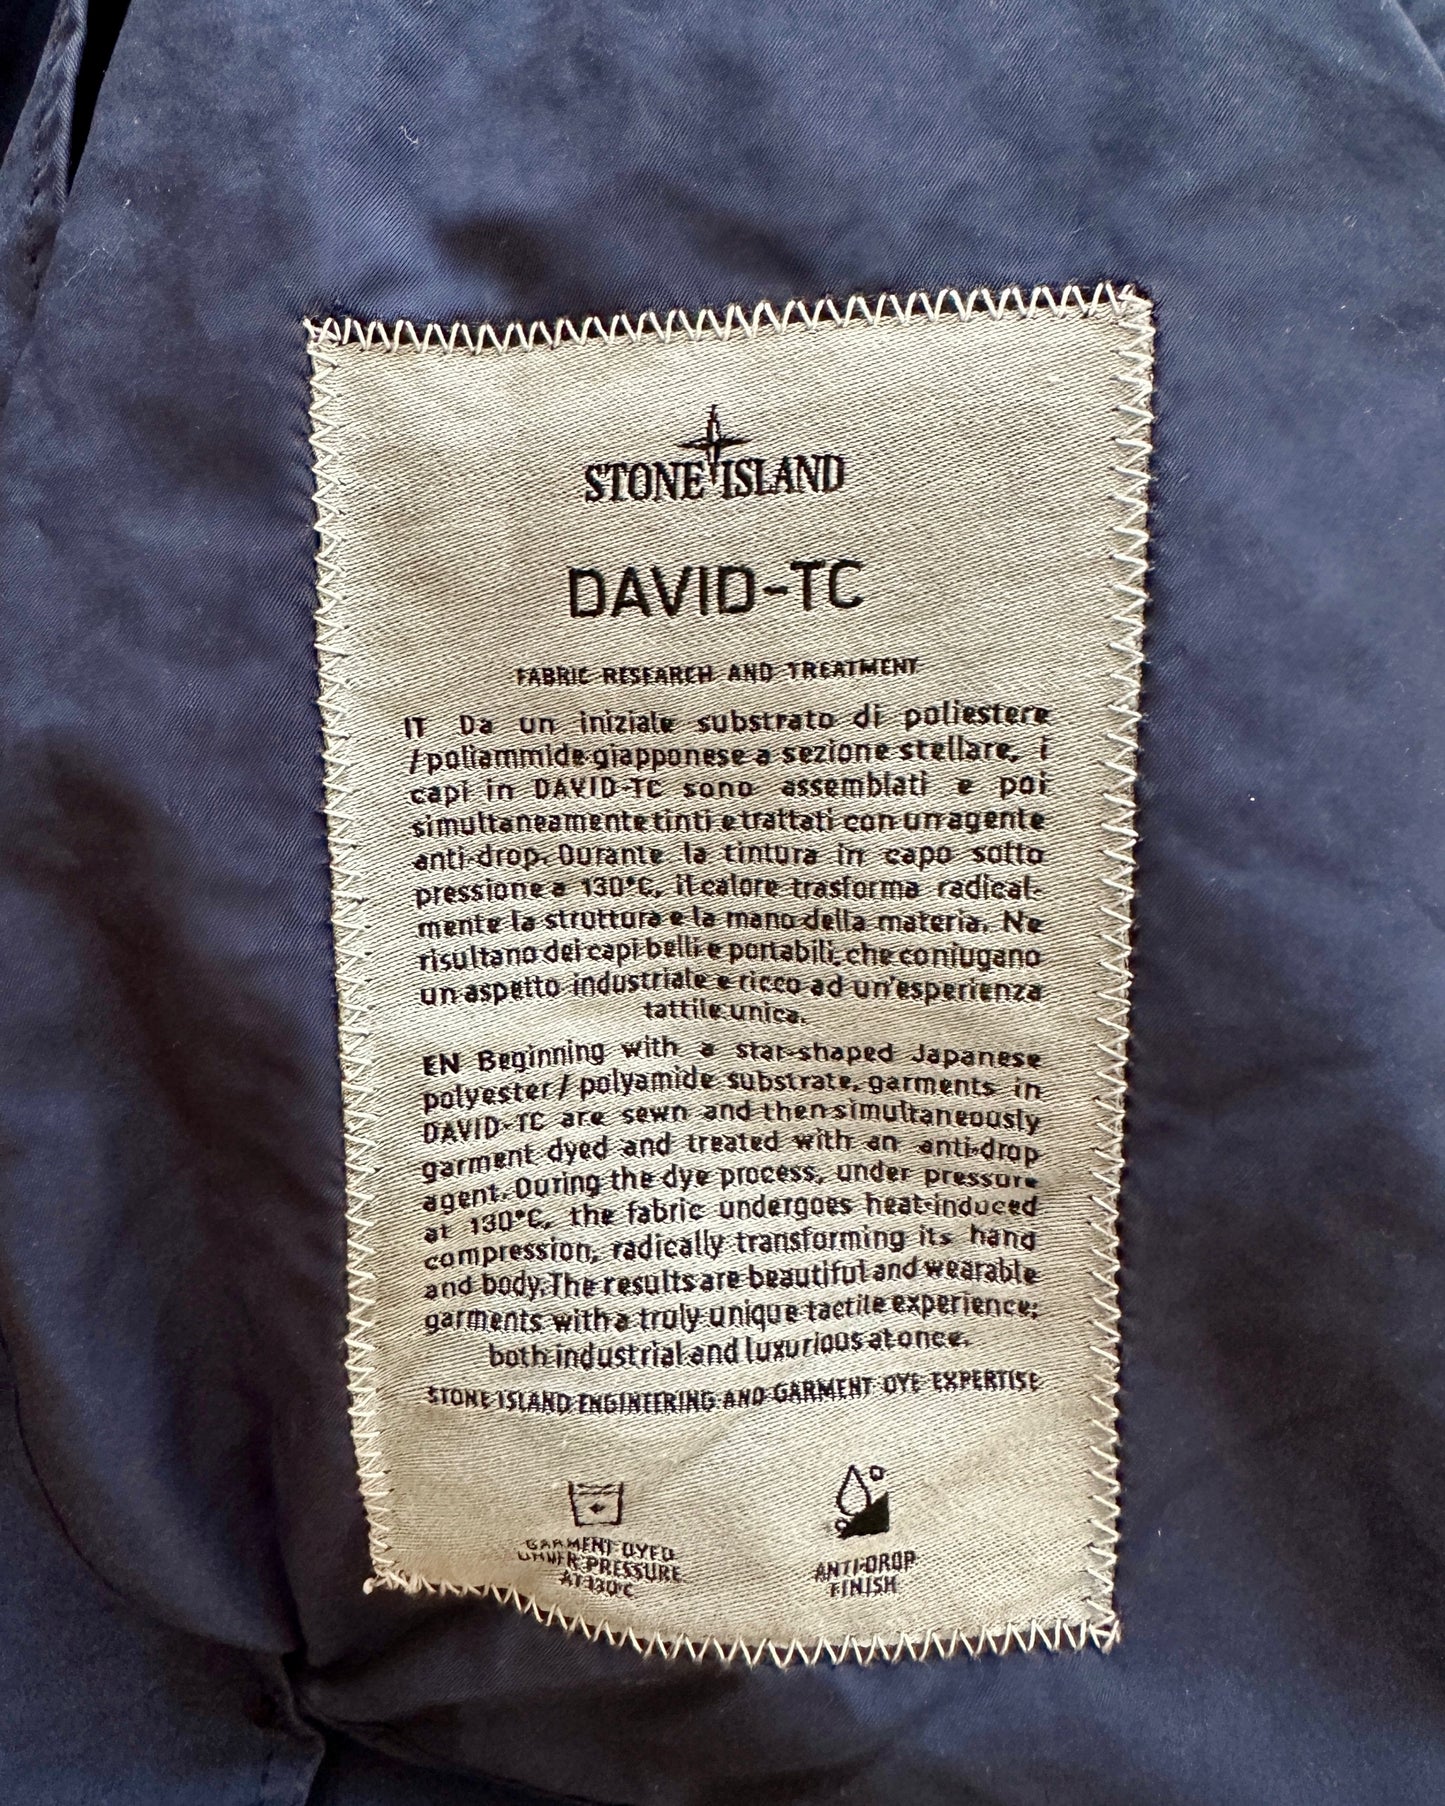 STONE ISLAND
DAVID-TC
FABRIC RESEARCH AND TREATMENT
IT Da un iniziale substrato di poliestere
/poliammide giapponese a sezione stellare, i
capi in DAVID-TC sono assemblati e poi
simultaneamente tinti e trattati con un agente
anti-drop. Durante la tintura in capo sotto
pressione a 130°C, il calore trasforma radical-
mente la struttura e la mano della materia. Ne
risultano dei capi belli e portabili, che coniugano
un aspetto industriale e ricco ad un'esperienza
tattile unica.
EN Beginning with a star-shaped Japanese
polyester/ polyamide substrate, garments in
DAVID-TC are sewn and then simultaneously
garment dyed and treated with an anti-drop
agent. During the dye process, under pressure
at 130°C, the fabric undergoes heat-induced
compression, radically transforming its hand
and body. The results are beautiful and wearable
garments with a truly unique tactile experience;
both industrial and luxurious at once.
STONE ISLAND ENGINEERING AND GARMENT DYE EXPERTISE
GARMENT DYED
UNDER PRESSURE
AT 130°C
ANTI-DROP
FINISH